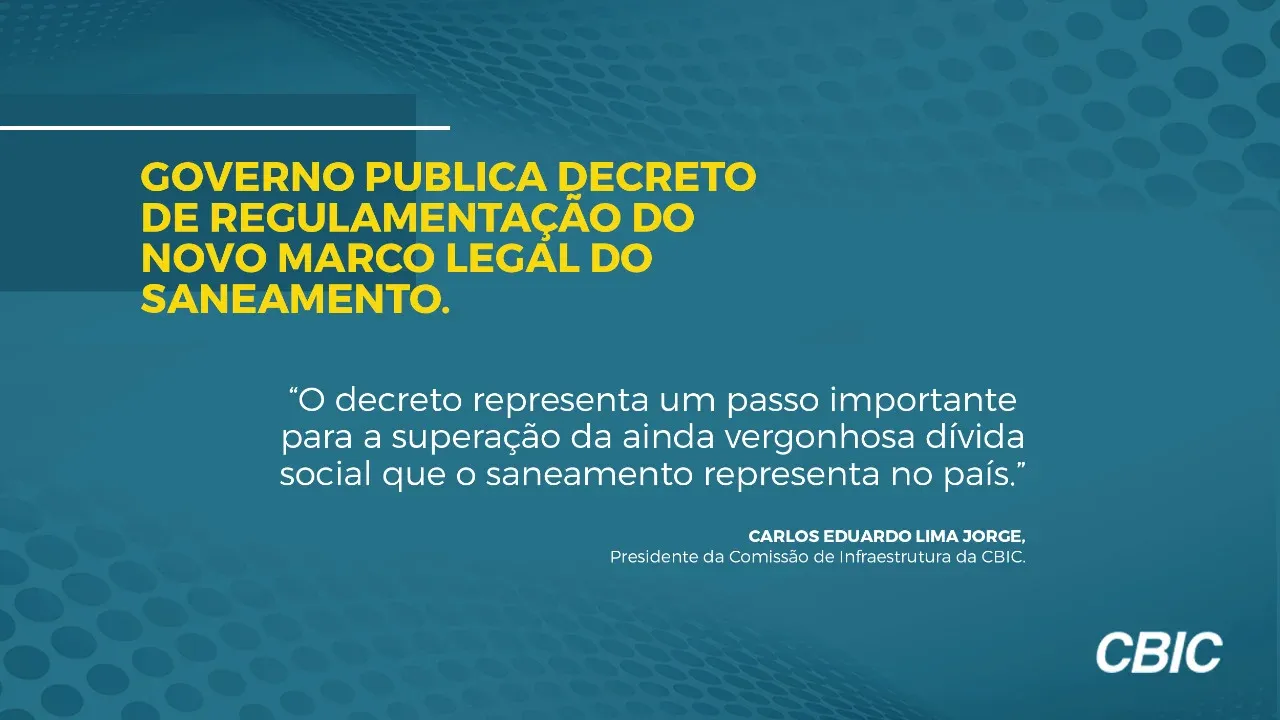 GOVERNO PUBLICA DECRETO
DE REGULAMENTAÇÃO DO
NOVO MARCO LEGAL DO
SANEAMENTO.
“O decreto representa um passo importante
para a superação da ainda vergonhosa dívida
social que o saneamento representa no país.”
CARLOS EDUARDO LIMA JORGE,
Presidente da Comissão de Infraestrutura da CBIC.
CBIC